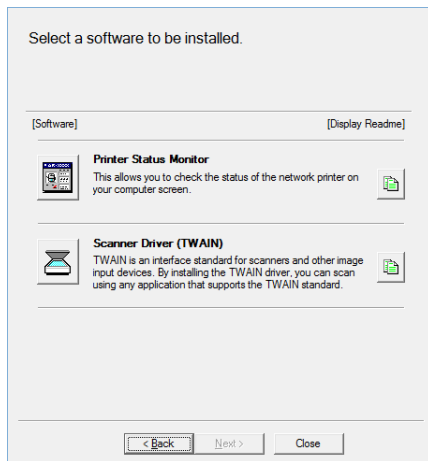 Select a software to be installed.
[Software] [Display Readme]
Printer Status Monitor
This allows you to check the status of the network printer on
your computer screen.
Scanner Driver (TWAIN)
TWAIN is an interface standard for scanners and other image
input devices. By installing the TWAIN driver, you can scan
using any application that supports the TWAIN standard.
< Back Next > Close